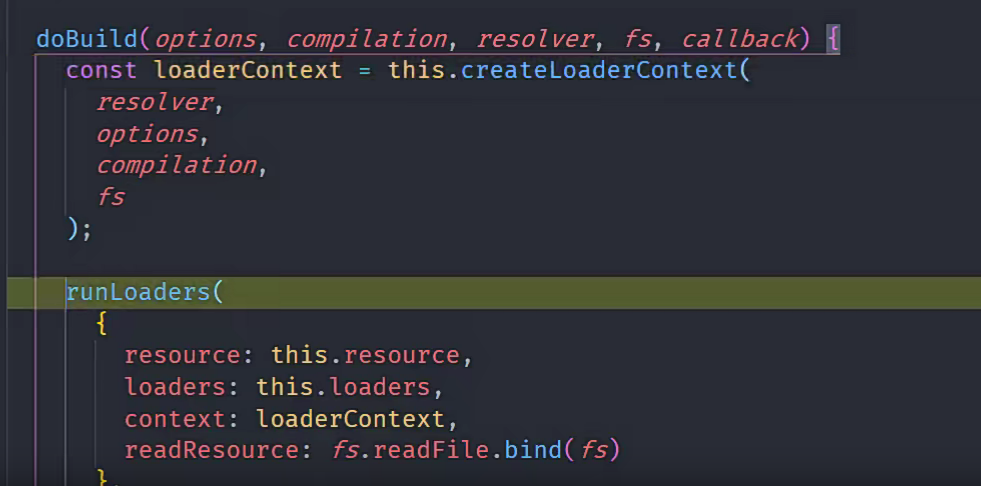 doBuild(options, compilation, resolver, fs, callback) {
const loaderContext = this.createLoaderContext(
resolver,
options,
compilation,
fs
);
runLoaders(
{
resource: this.resource,
loaders: this.loaders,
context: loaderContext,
readResource: fs.readFile.bind(fs)
},